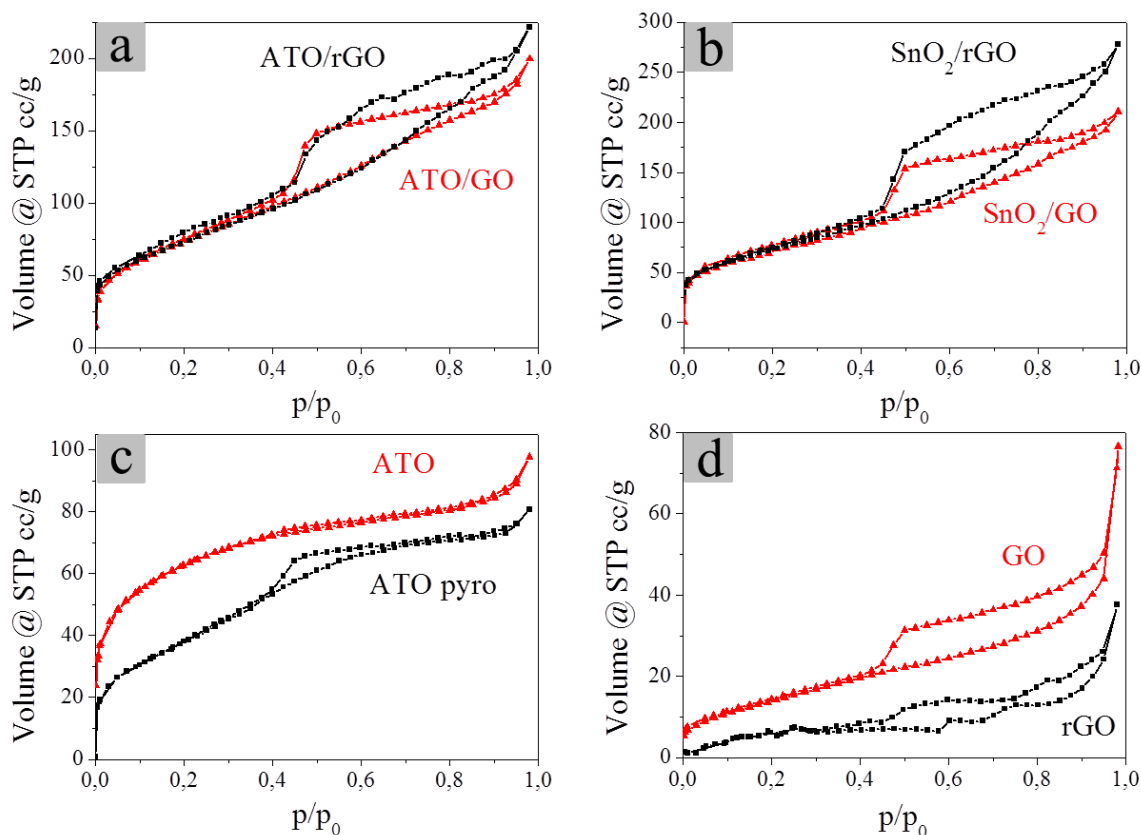 a
ATO/rGO
ATO/GO
Volume @ STP cc/g
200
150
100
50
0
0,0 0,2 0,4 0,6 0,8 1,0
p/p₀
b
SnO₂/rGO
SnO₂/GO
Volume @ STP cc/g
300
250
200
150
100
50
0
0,0 0,2 0,4 0,6 0,8 1,0
p/p₀
c
ATO
ATO pyro
Volume @ STP cc/g
100
80
60
40
20
0
0,0 0,2 0,4 0,6 0,8 1,0
p/p₀
d
GO
rGO
Volume @ STP cc/g
80
60
40
20
0
0,0 0,2 0,4 0,6 0,8 1,0
p/p₀